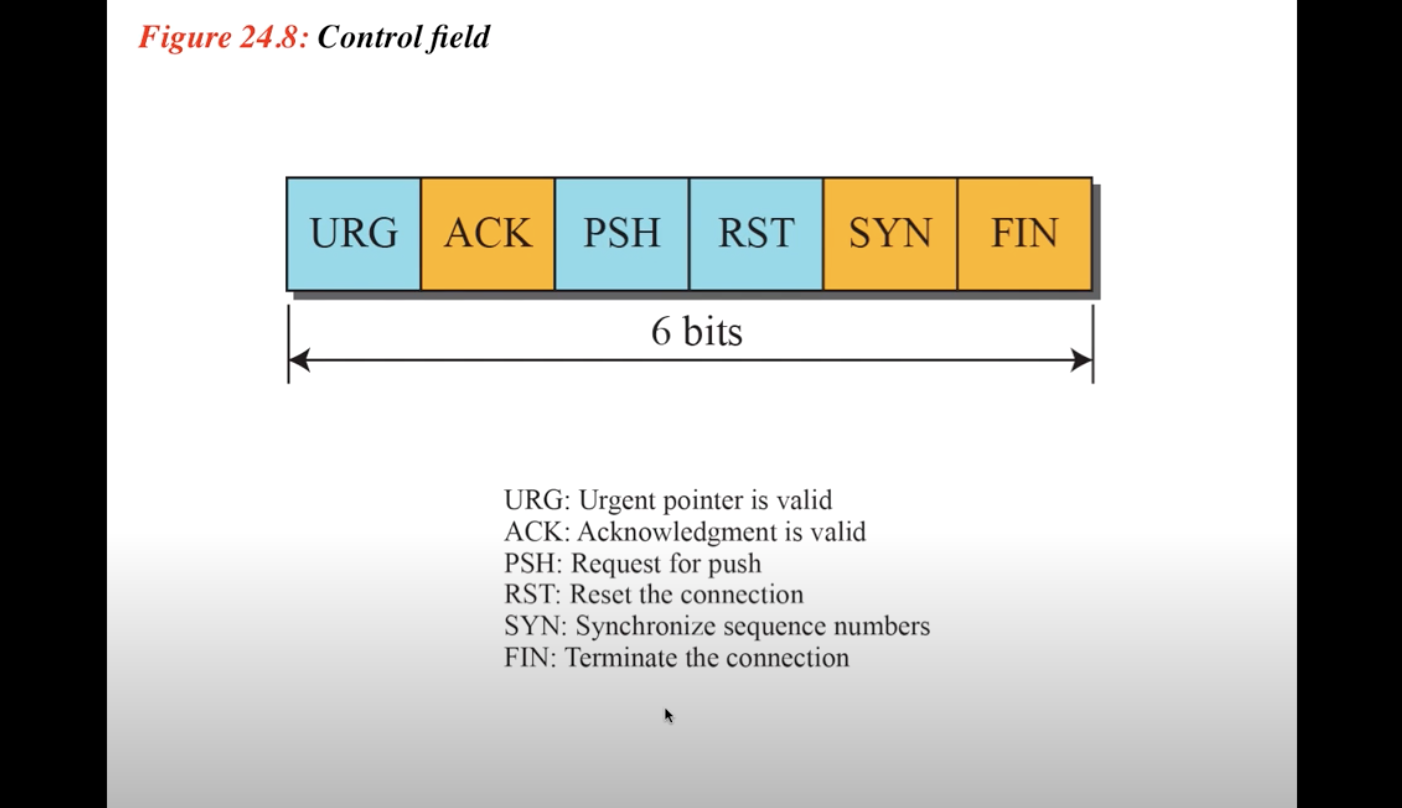 Figure 24.8: Control field
URG ACK PSH RST SYN FIN
6 bits
URG: Urgent pointer is valid
ACK: Acknowledgment is valid
PSH: Request for push
RST: Reset the connection
SYN: Synchronize sequence numbers
FIN: Terminate the connection